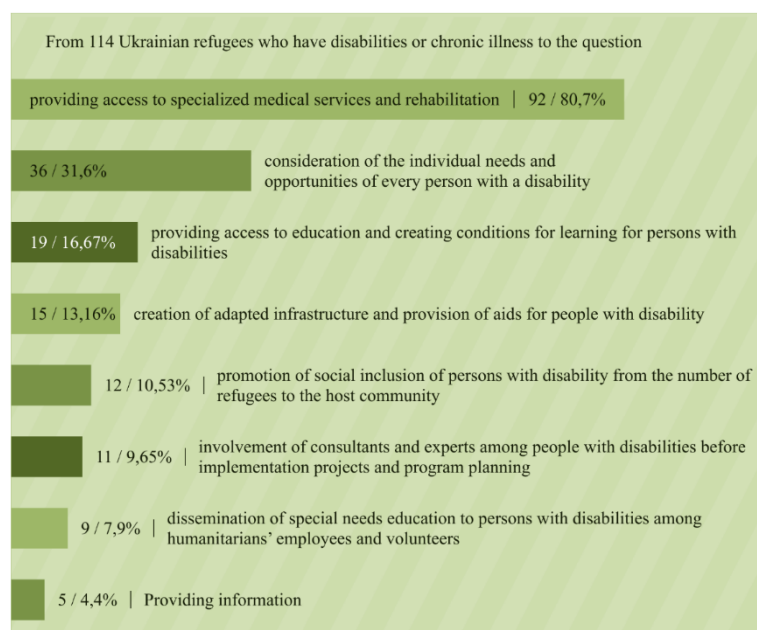 From 114 Ukrainian refugees who have disabilities or chronic illness to the question
providing access to specialized medical services and rehabilitation | 92 / 80,7%
36 / 31,6%
consideration of the individual needs and
opportunities of every person with a disability
19 / 16,67%
providing access to education and creating conditions for learning for persons with
disabilities
15 / 13,16% creation of adapted infrastructure and provision of aids for people with disability
12 / 10,53% |
promotion of social inclusion of persons with disability from the number of
refugees to the host community
11 / 9,65% |
involvement of consultants and experts among people with disabilities before
implementation projects and program planning
9 / 7,9% |
dissemination of special needs education to persons with disabilities among
humanitarians’ employees and volunteers
5 / 4,4% | Providing information